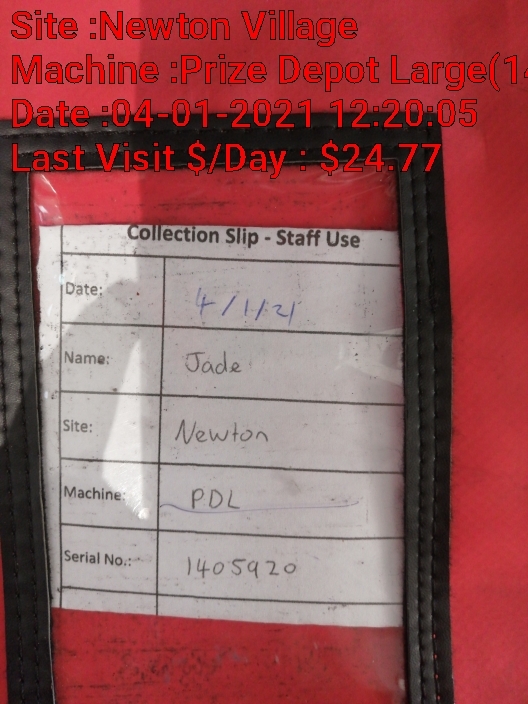 Site :Newton Village
Machine :Prize Depot Large(14
Date :04-01-2021 12:20:05
Last Visit $/Day : $24.77
Collection Slip - Staff Use
Date: 4/1/21
Name: Jade
Site: Newton
Machine: PDL
Serial No.: 1405920